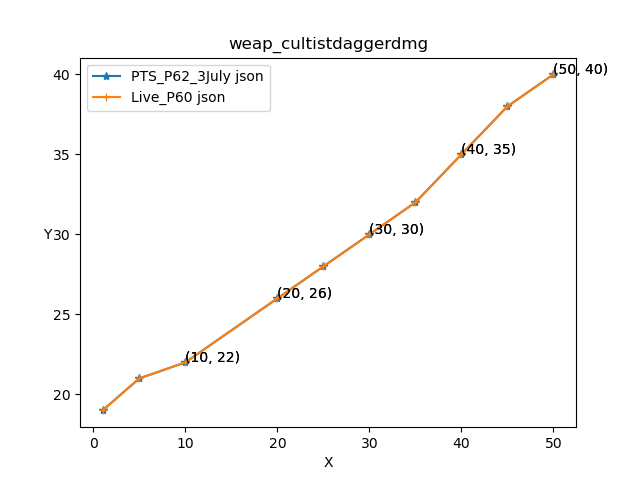 weap_cultistdaggerdmg
PTS_P62_3July json
Live_P60 json
40
35
30
25
20
Y
(50, 40)
(40, 35)
(30, 30)
(20, 26)
(10, 22)
0 10 20 30 40 50
X